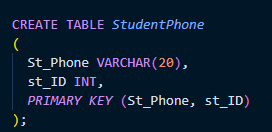 CREATE TABLE StudentPhone
(
St_Phone VARCHAR(20),
st_ID INT,
PRIMARY KEY (St_Phone, st_ID)
);